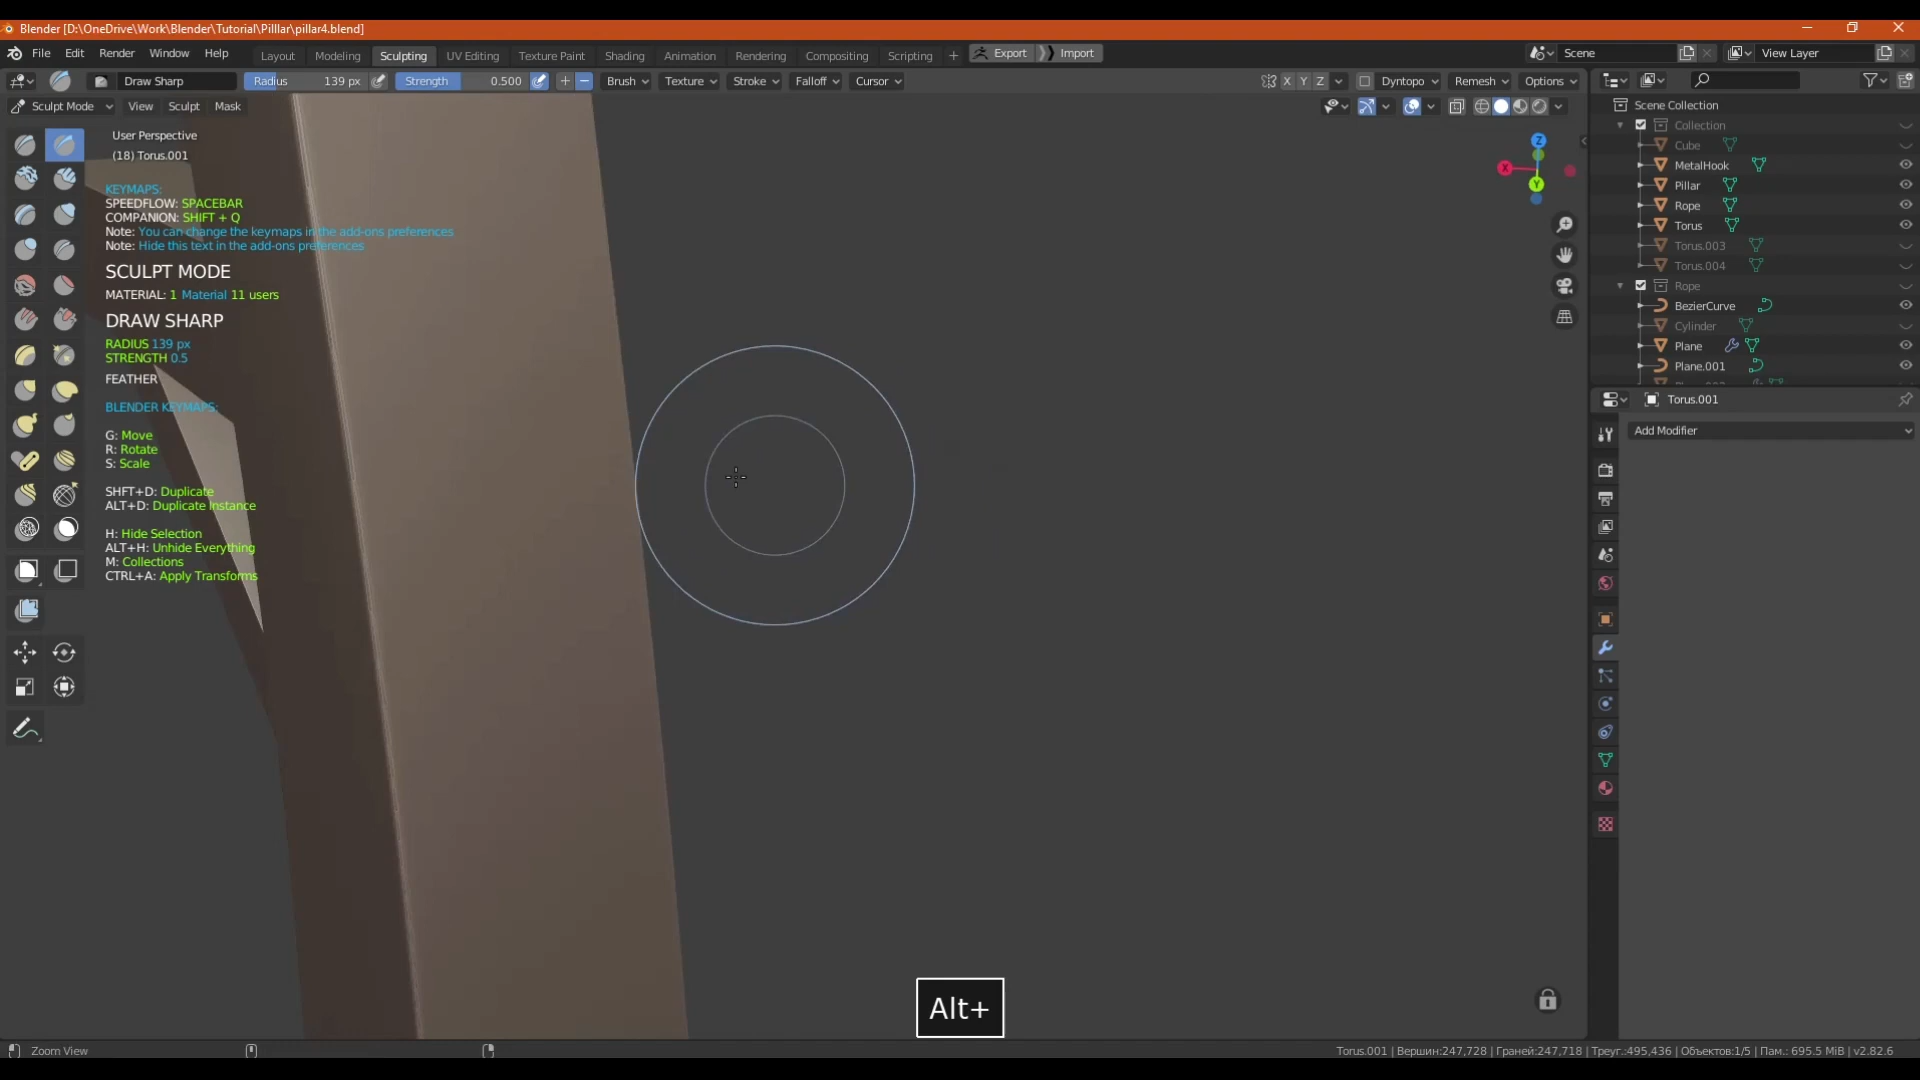 Blender [D:\OneDrive\Work\Blender\Tutorial\Pilllar\pillar4.blend]
File Edit Render Window Help
Layout Modeling Sculpting UV Editing Texture Paint Shading Animation Rendering Compositing Scripting + Export Import
Scene
View Layer
Draw Sharp
Radius 139 px
Strength 0.500
Brush Texture Stroke Falloff Cursor
X Y Z
Dyntopo Remesh Options
Sculpt Mode View Sculpt Mask
User Perspective
(18) Torus.001
KEYMAPS:
SPEEDFLOW: SPACEBAR
COMPANION: SHIFT + Q
Note: You can change the keymaps in the add-ons preferences
Note: Hide this text in the add-ons preferences
SCULPT MODE
MATERIAL: 1 Material 11 users
DRAW SHARP
RADIUS 139 px
STRENGTH 0.5
FEATHER
BLENDER KEYMAPS:
G: Move
R: Rotate
S: Scale
SHFT+D: Duplicate
ALT+D: Duplicate Instance
H: Hide Selection
ALT+H: Unhide Everything
M: Collections
CTRL+A: Apply Transforms
Z
X
Y
Scene Collection
Collection
Cube
MetalHook
Pillar
Rope
Torus
Torus.003
Torus.004
Rope
BezierCurve
Cylinder
Plane
Plane.001
Torus.001
Add Modifier
Alt+
Zoom View
Torus.001 | Вершин:247,728 | Граней:247,718 | Треуг.:495,436 | Объектов:1/5 | Пам.: 695.5 MiB | v2.82.6